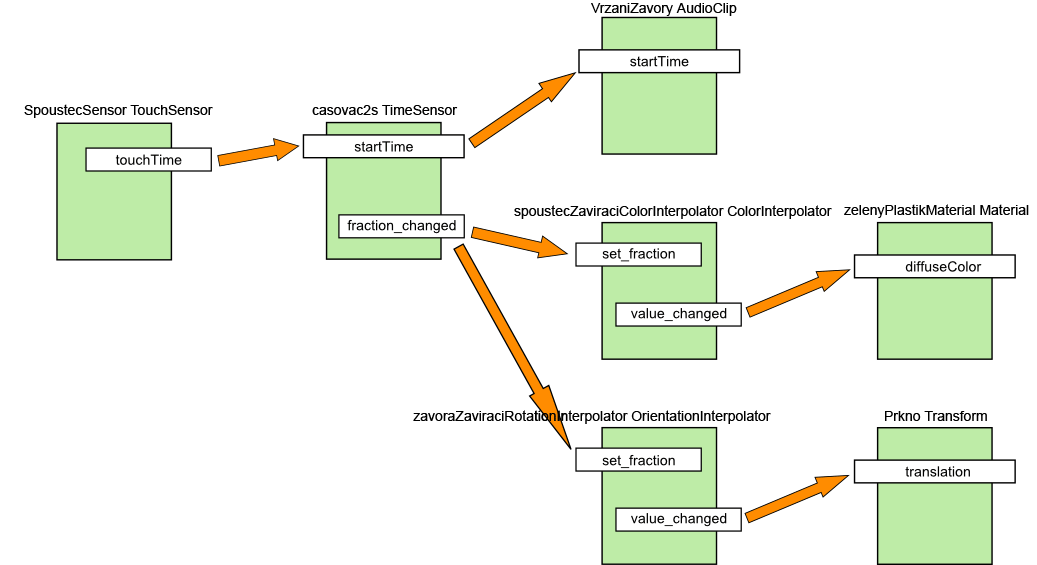 VrzaniZavory AudioClip
startTime
SpoustecSensor TouchSensor
touchTime
casovac2s TimeSensor
startTime
fraction_changed
spoustecZaviraciColorInterpolator ColorInterpolator
set_fraction
value_changed
zelenyPlastikMaterial Material
diffuseColor
zavoraZaviraciRotationInterpolator OrientationInterpolator
set_fraction
value_changed
Prkno Transform
translation